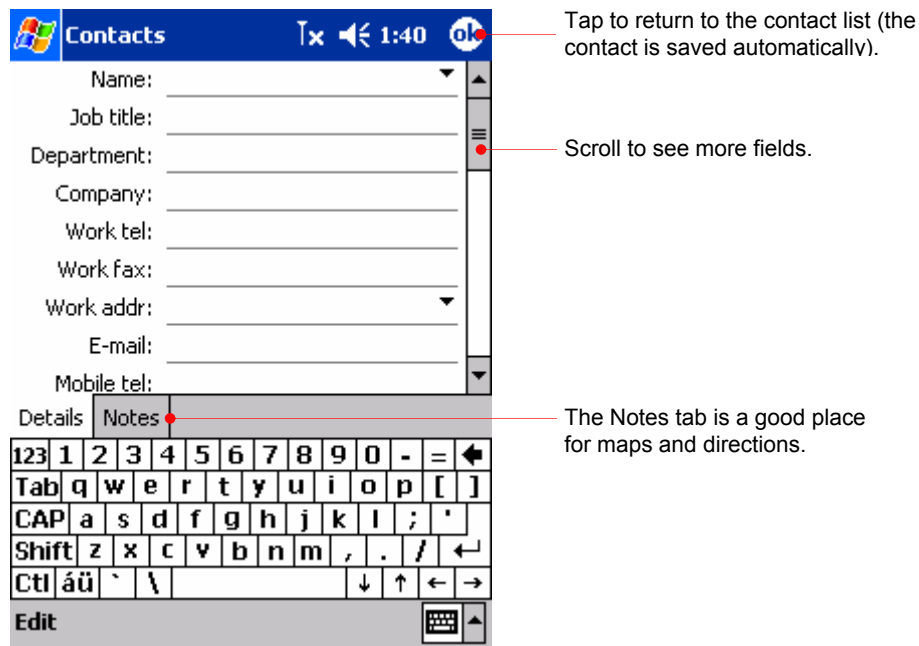 Contacts 1:40 ok
Tap to return to the contact list (the
contact is saved automatically).
Name:
Job title:
Department:
Scroll to see more fields.
Company:
Work tel:
Work fax:
Work addr:
E-mail:
Mobile tel:
Details Notes
The Notes tab is a good place
for maps and directions.
123 1 2 3 4 5 6 7 8 9 0 - =
Tab q w e r t y u i o p [ ]
CAP a s d f g h j k l ; '
Shift z x c v b n m , . /
Ctl áü ` \ ↓ ↑ ← →
Edit